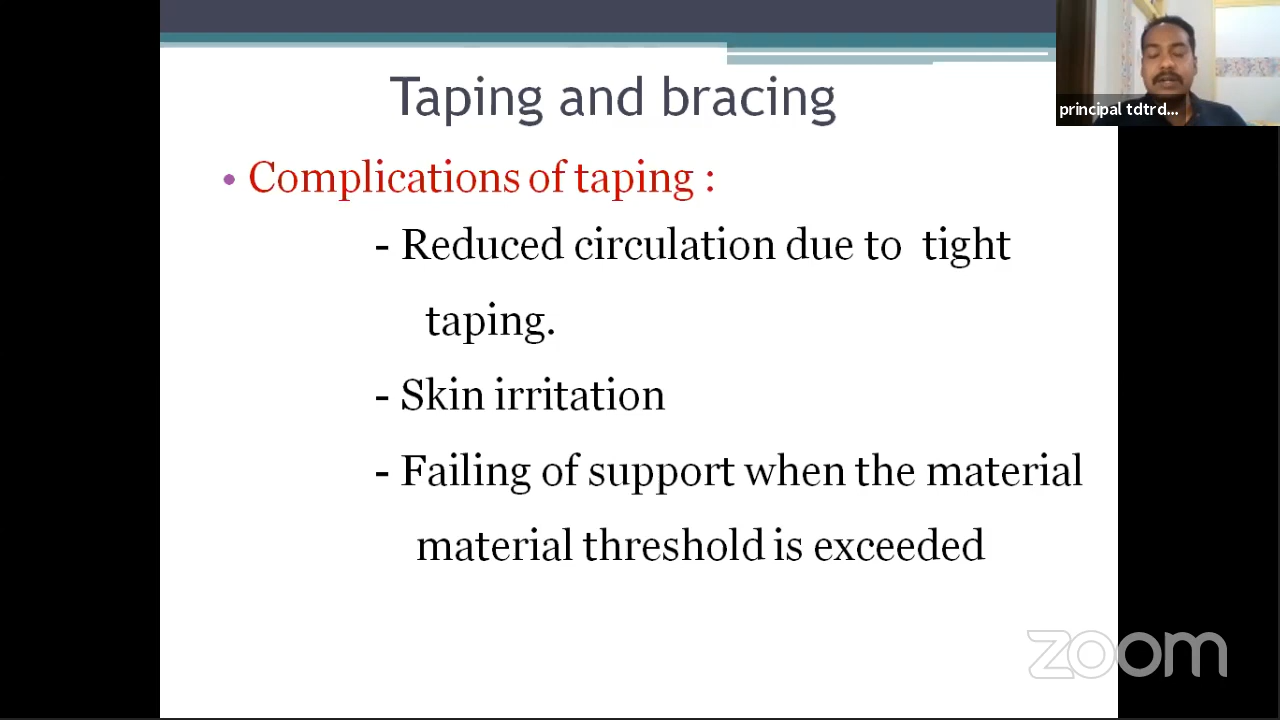 Taping and bracing
principal tdtrd...
• Complications of taping :
- Reduced circulation due to tight
taping.
- Skin irritation
- Failing of support when the material
material threshold is exceeded
zoom